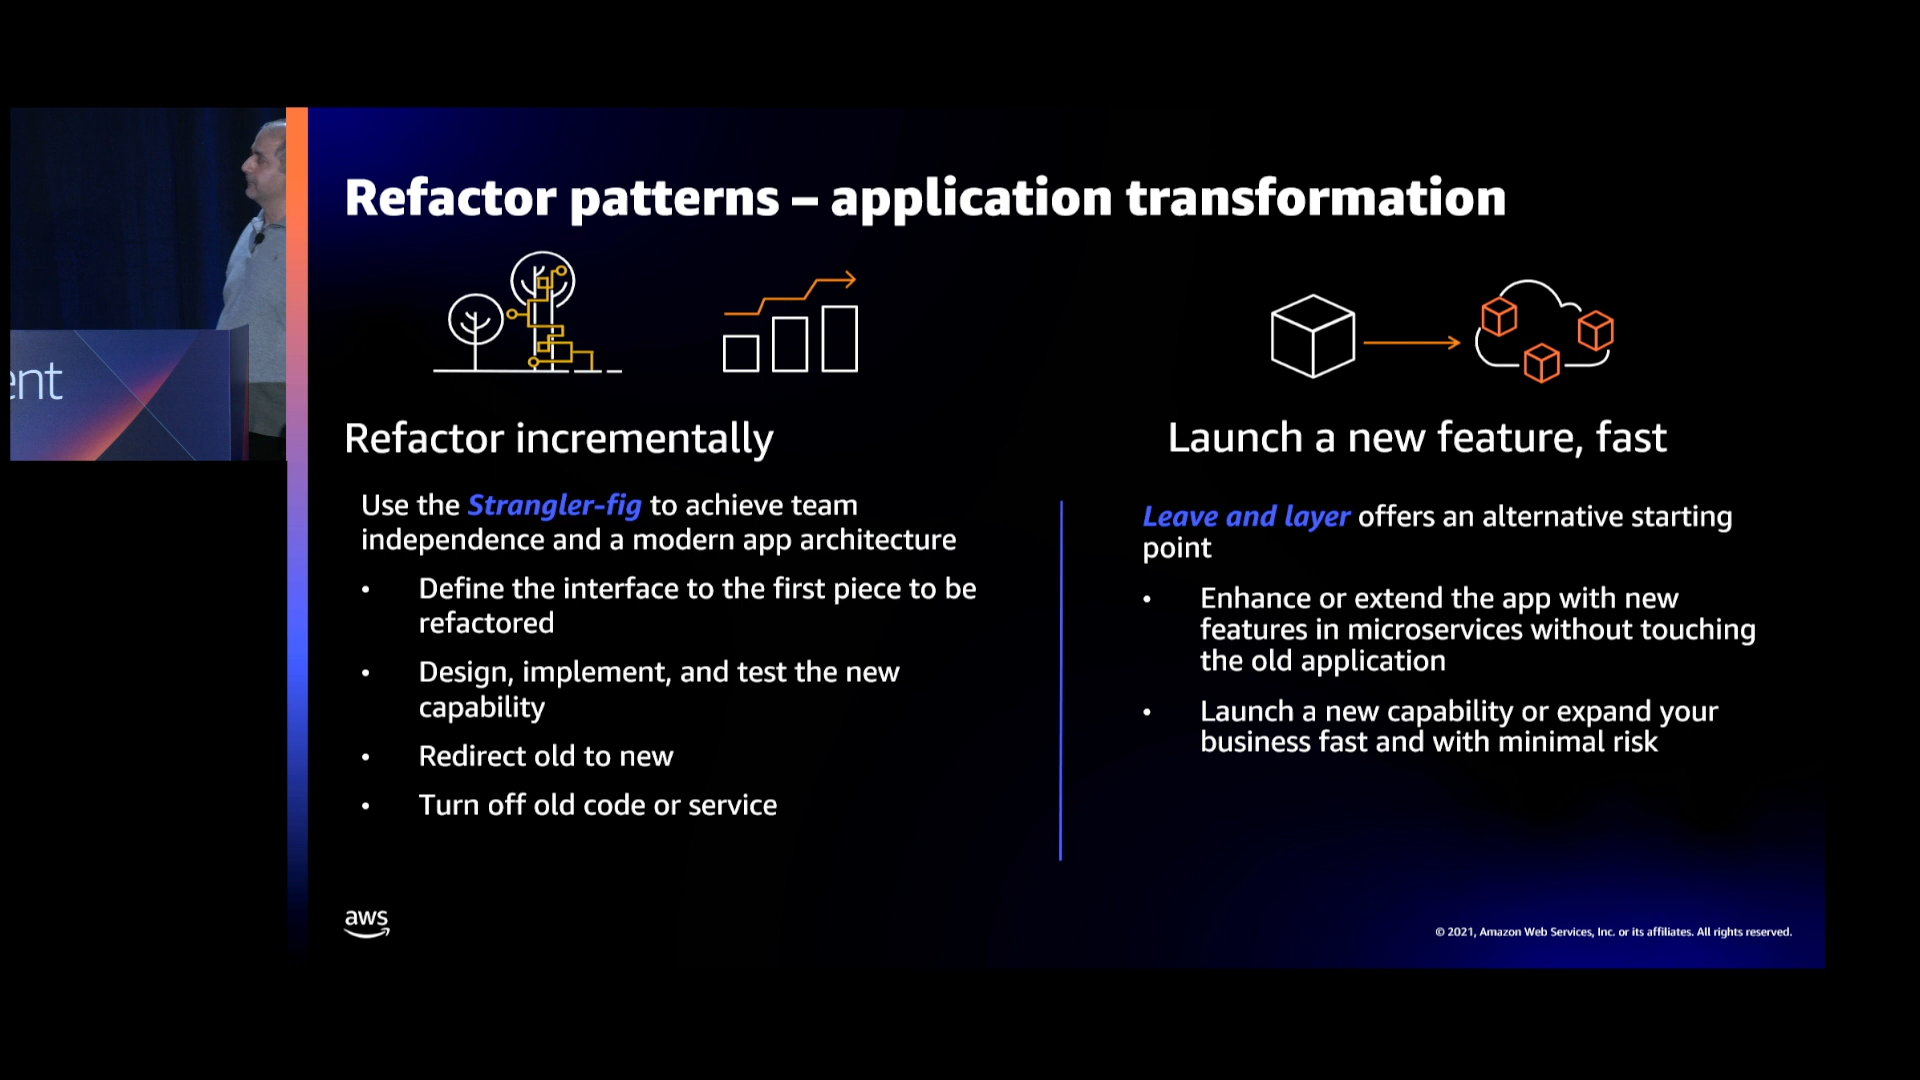 Refactor patterns – application transformation
Refactor incrementally
Use the Strangler-fig to achieve team
independence and a modern app architecture
• Define the interface to the first piece to be
refactored
• Design, implement, and test the new
capability
• Redirect old to new
• Turn off old code or service
Launch a new feature, fast
Leave and layer offers an alternative starting
point
• Enhance or extend the app with new
features in microservices without touching
the old application
• Launch a new capability or expand your
business fast and with minimal risk
ent
aws
© 2021, Amazon Web Services, Inc. or its affiliates. All rights reserved.